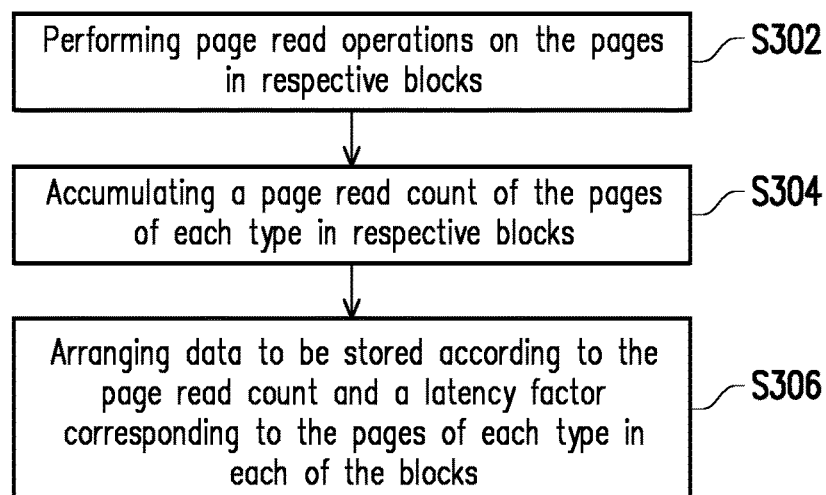 Performing page read operations on the pages
in respective blocks
S302
Accumulating a page read count of the pages
of each type in respective blocks
S304
Arranging data to be stored according to the
page read count and a latency factor
corresponding to the pages of each type in
each of the blocks
S306